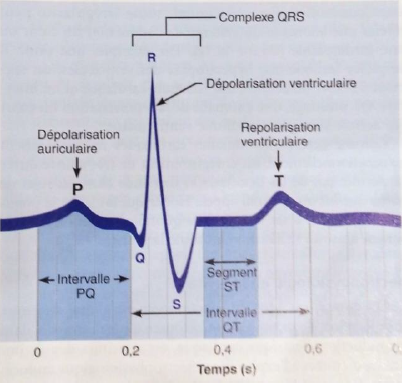 Complexe QRS
R
Dépolarisation ventriculaire
Dépolarisation
auriculaire
Repolarisation
ventriculaire
P
T
Q
S
Intervalle
PQ
Segment
ST
Intervalle
QT
0
0,2
0,4
0,6
Temps (s)